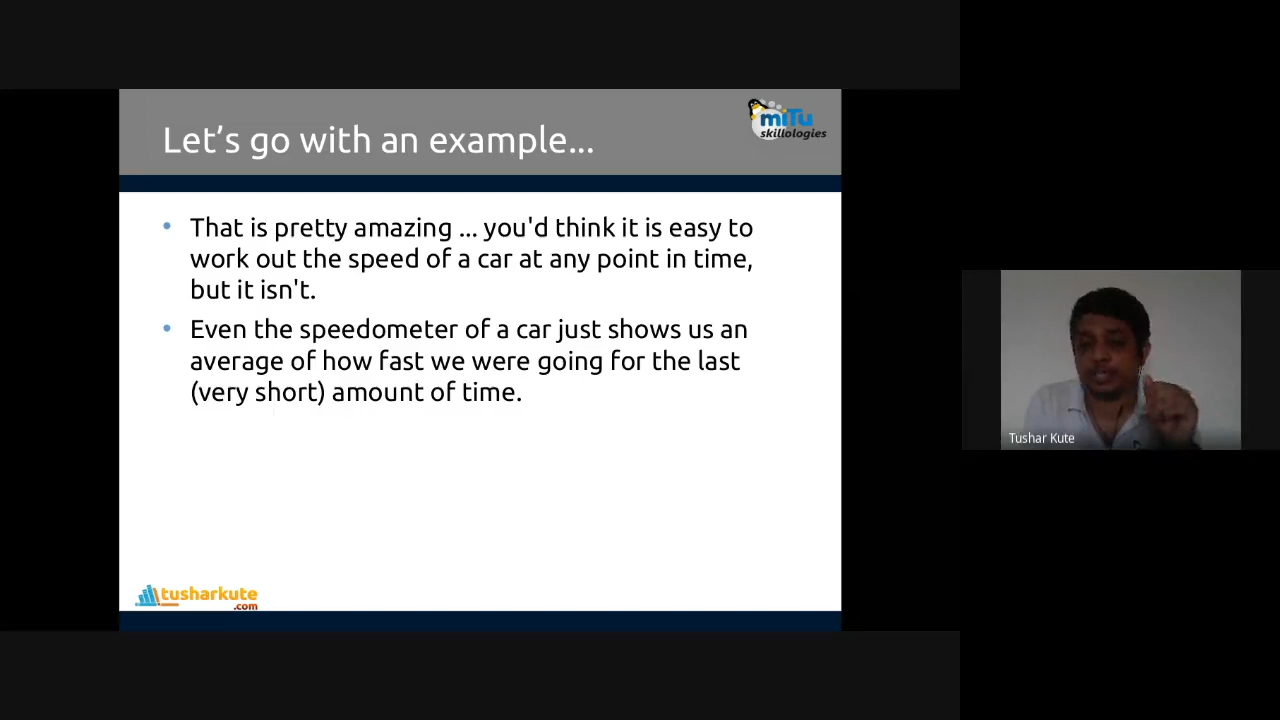 Let's go with an example...
miTu
skillologies
• That is pretty amazing ... you'd think it is easy to
work out the speed of a car at any point in time,
but it isn't.
• Even the speedometer of a car just shows us an
average of how fast we were going for the last
(very short) amount of time.
tusharkute
.com
Tushar Kute